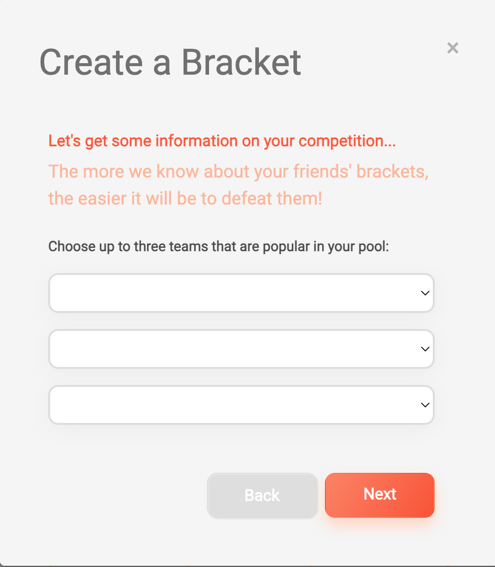 Create a Bracket
×
Let's get some information on your competition...
The more we know about your friends' brackets,
the easier it will be to defeat them!
Choose up to three teams that are popular in your pool:
Back
Next